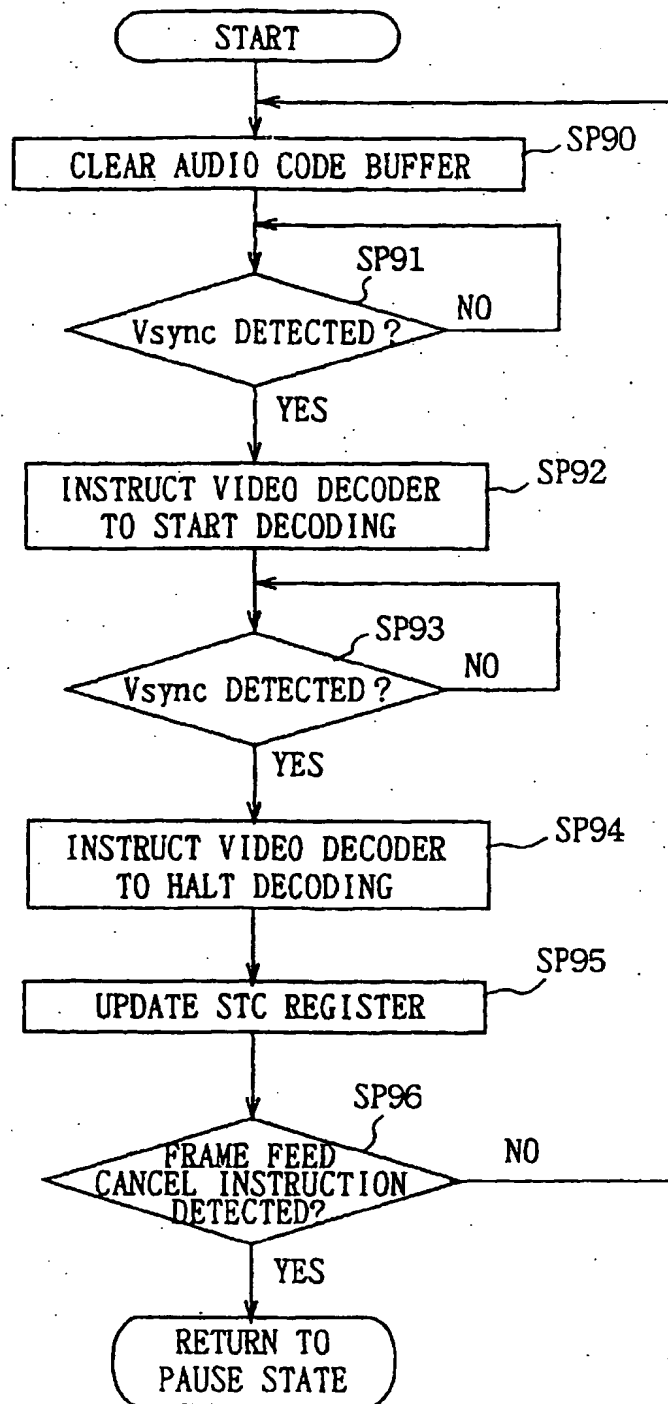 START
CLEAR AUDIO CODE BUFFER
SP90
SP91
Vsync DETECTED?
NO
YES
INSTRUCT VIDEO DECODER
TO START DECODING
SP92
SP93
Vsync DETECTED?
NO
YES
INSTRUCT VIDEO DECODER
TO HALT DECODING
SP94
UPDATE STC REGISTER
SP95
SP96
FRAME FEED
CANCEL INSTRUCTION
DETECTED?
NO
YES
RETURN TO
PAUSE STATE